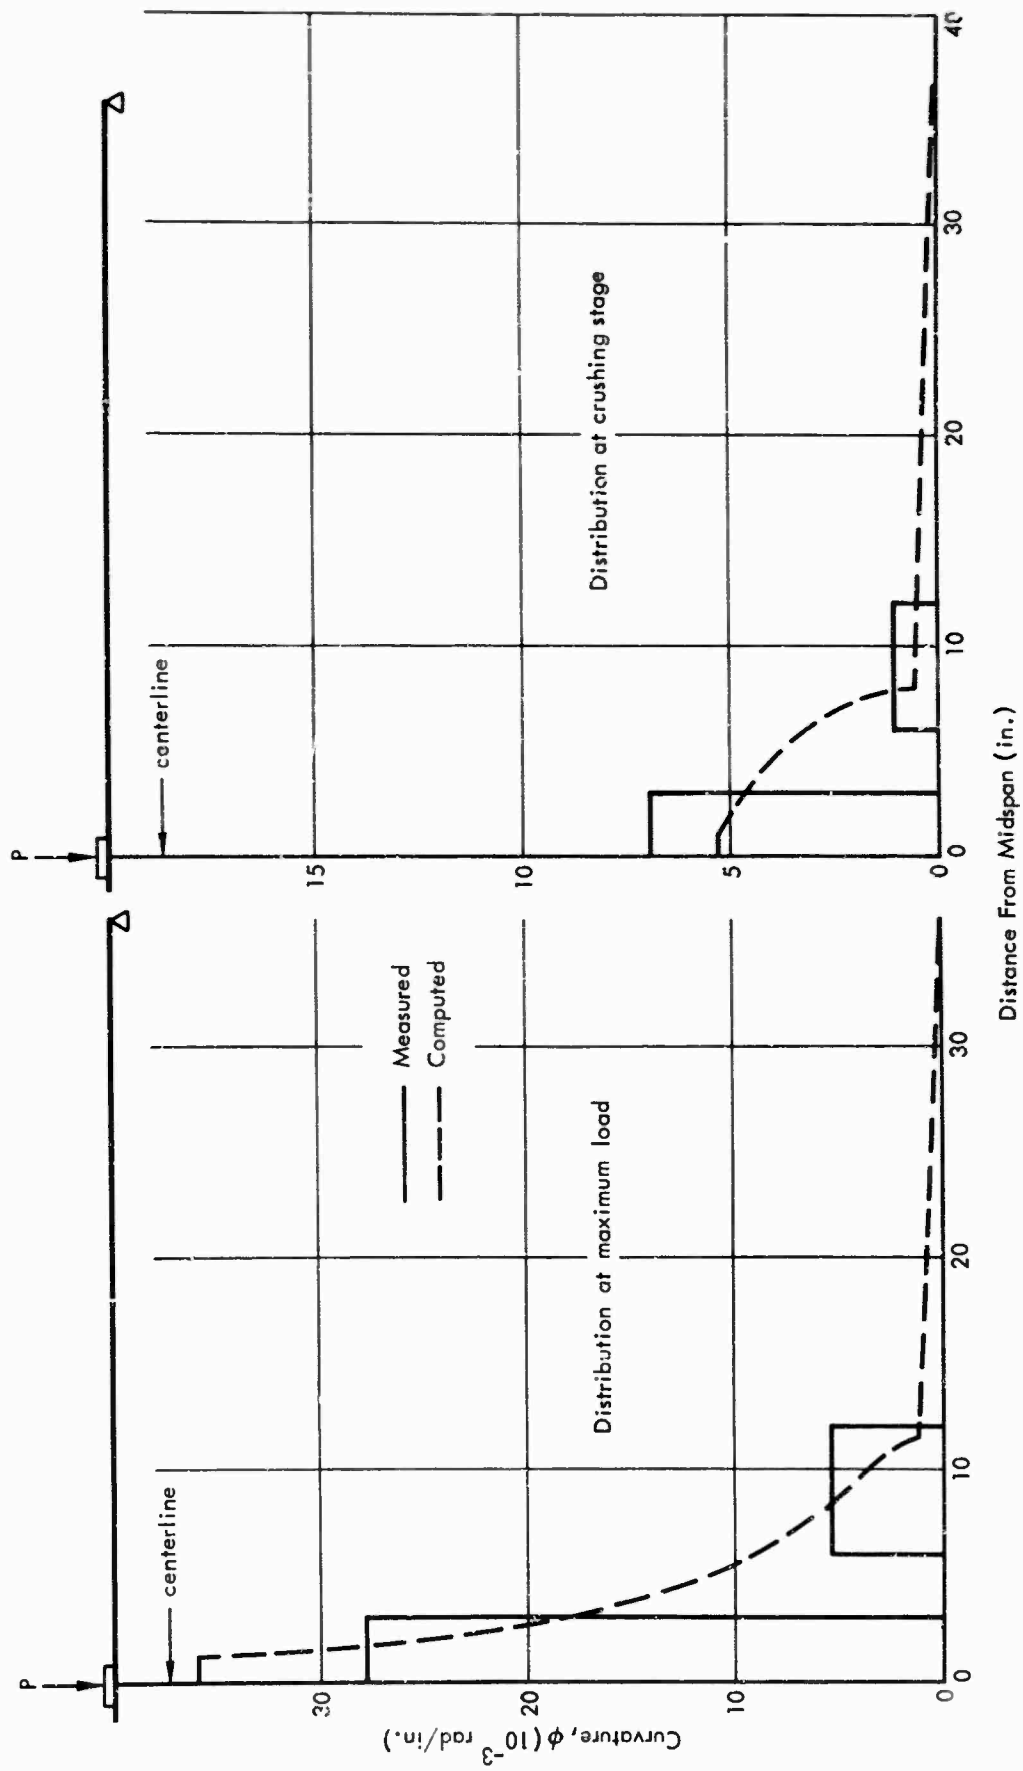 P
centerline
30
20
10
0
Curvature, φ (10⁻³ rad/in.)
Measured
Computed
Distribution at maximum load
0
10
20
30
P
centerline
15
10
5
0
Distribution at crushing stage
0
10
20
30
40
Distance From Midspan (in.)